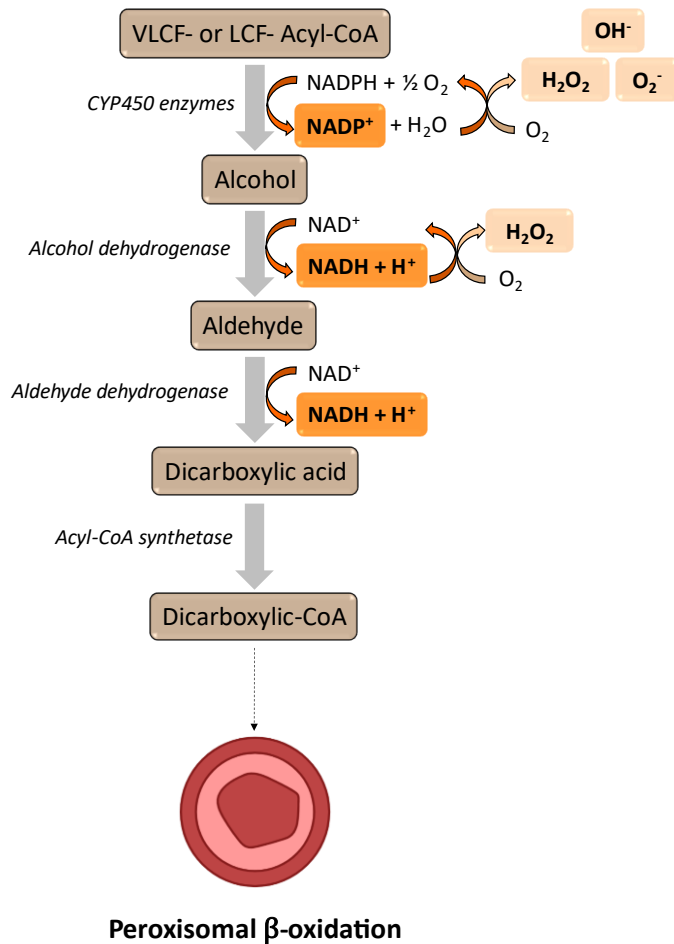 VLCF- or LCF- Acyl-CoA
OH⁻
CYP450 enzymes
NADPH + ½ O₂
H₂O₂
O₂⁻
NADP⁺ + H₂O
O₂
Alcohol
Alcohol dehydrogenase
NAD⁺
H₂O₂
NADH + H⁺
O₂
Aldehyde
Aldehyde dehydrogenase
NAD⁺
NADH + H⁺
Dicarboxylic acid
Acyl-CoA synthetase
Dicarboxylic-CoA
Peroxisomal β-oxidation